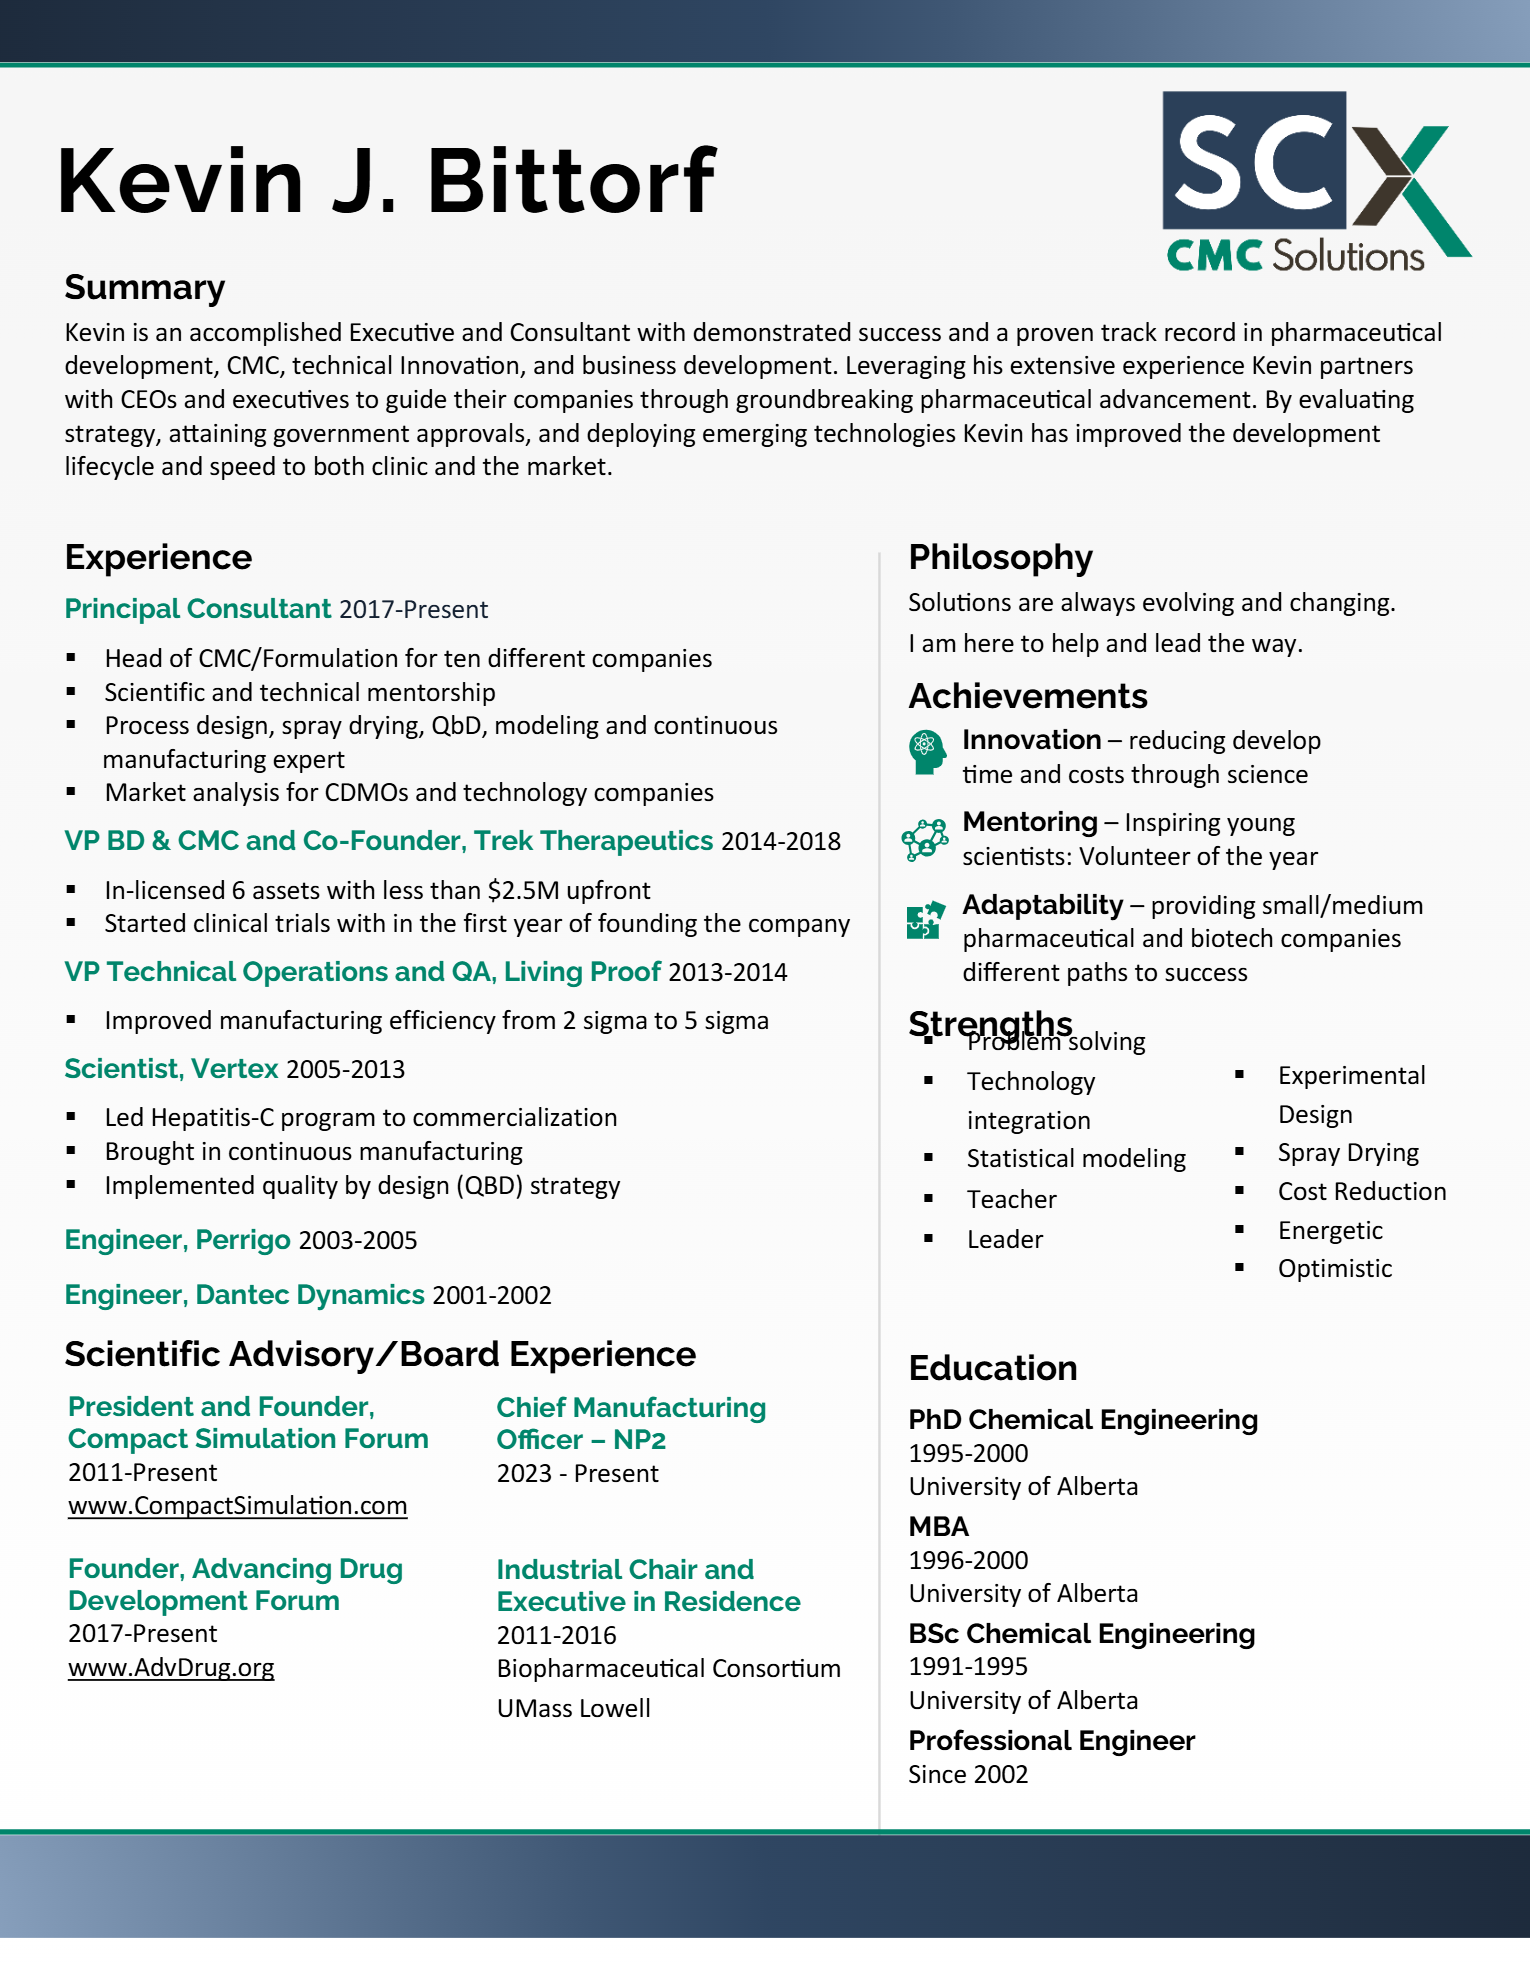 Kevin J. Bittorf
SCX
CMC Solutions
Summary
Kevin is an accomplished Executive and Consultant with demonstrated success and a proven track record in pharmaceutical
development, CMC, technical Innovation, and business development. Leveraging his extensive experience Kevin partners
with CEOs and executives to guide their companies through groundbreaking pharmaceutical advancement. By evaluating
strategy, attaining government approvals, and deploying emerging technologies Kevin has improved the development
lifecycle and speed to both clinic and the market.
Experience
Principal Consultant 2017-Present
▪ Head of CMC/Formulation for ten different companies
▪ Scientific and technical mentorship
▪ Process design, spray drying, QbD, modeling and continuous
manufacturing expert
▪ Market analysis for CDMOs and technology companies
VP BD & CMC and Co-Founder, Trek Therapeutics 2014-2018
▪ In-licensed 6 assets with less than $2.5M upfront
▪ Started clinical trials with in the first year of founding the company
VP Technical Operations and QA, Living Proof 2013-2014
▪ Improved manufacturing efficiency from 2 sigma to 5 sigma
Scientist, Vertex 2005-2013
▪ Led Hepatitis-C program to commercialization
▪ Brought in continuous manufacturing
▪ Implemented quality by design (QBD) strategy
Engineer, Perrigo 2003-2005
Engineer, Dantec Dynamics 2001-2002
Scientific Advisory/Board Experience
President and Founder,
Compact Simulation Forum
2011-Present
www.CompactSimulation.com
Founder, Advancing Drug
Development Forum
2017-Present
www.AdvDrug.org
Chief Manufacturing
Officer – NP2
2023 - Present
Industrial Chair and
Executive in Residence
2011-2016
Biopharmaceutical Consortium
UMass Lowell
Philosophy
Solutions are always evolving and changing.
I am here to help and lead the way.
Achievements
Innovation – reducing develop
time and costs through science
Mentoring – Inspiring young
scientists: Volunteer of the year
Adaptability – providing small/medium
pharmaceutical and biotech companies
different paths to success
Strengths
▪ Problem solving
▪ Technology
integration
▪ Statistical modeling
▪ Teacher
▪ Leader
▪ Experimental
Design
▪ Spray Drying
▪ Cost Reduction
▪ Energetic
▪ Optimistic
Education
PhD Chemical Engineering
1995-2000
University of Alberta
MBA
1996-2000
University of Alberta
BSc Chemical Engineering
1991-1995
University of Alberta
Professional Engineer
Since 2002